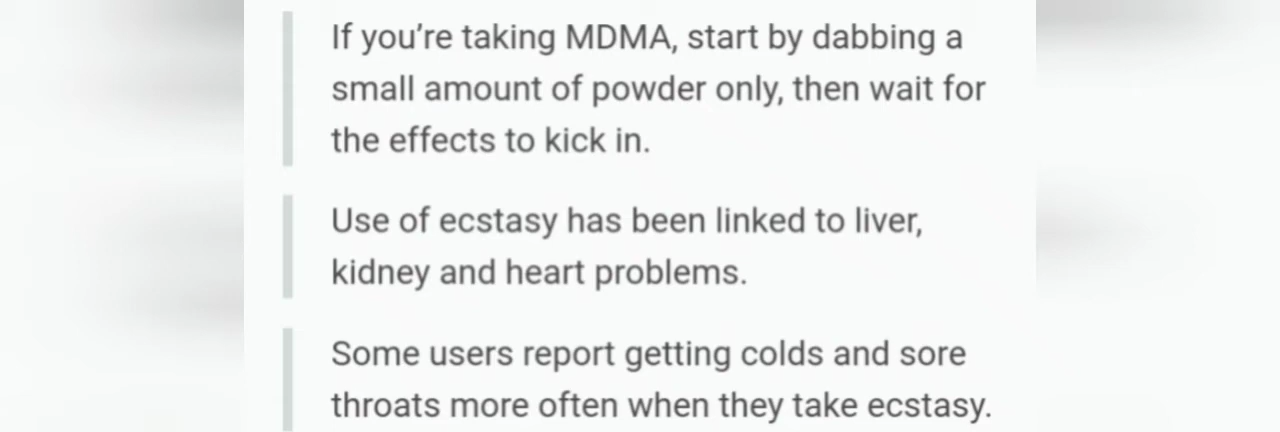 If you’re taking MDMA, start by dabbing a
small amount of powder only, then wait for
the effects to kick in.
Use of ecstasy has been linked to liver,
kidney and heart problems.
Some users report getting colds and sore
throats more often when they take ecstasy.